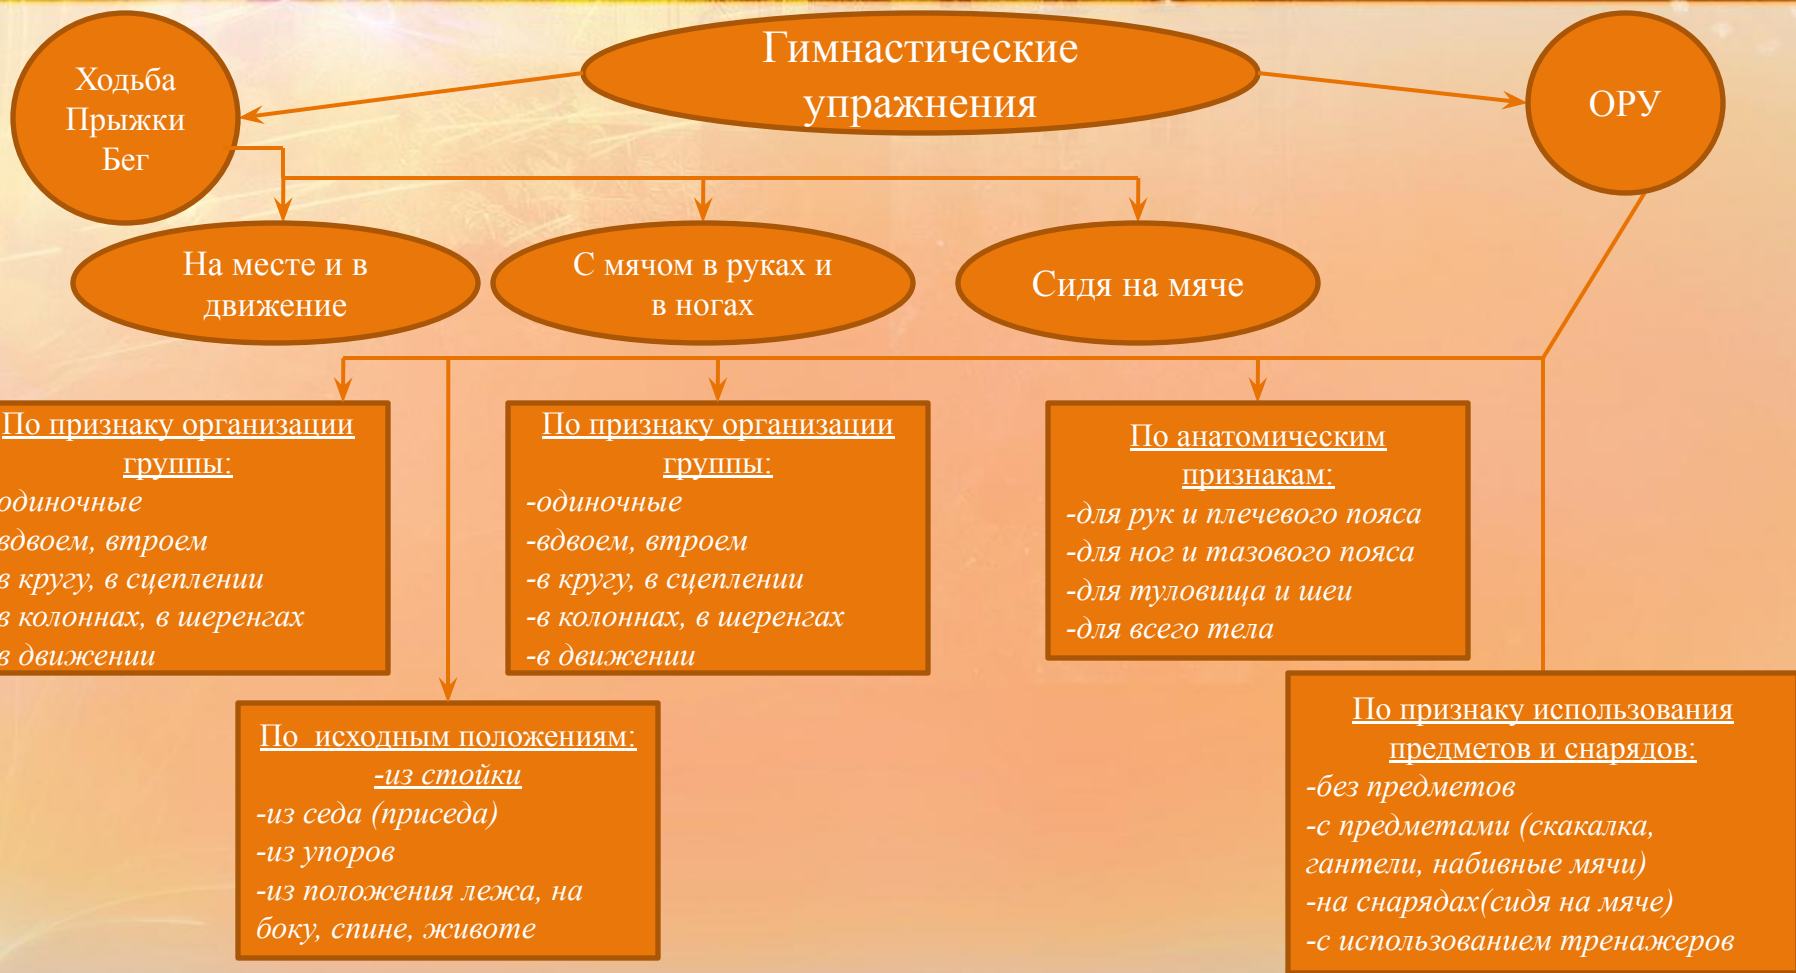 Гимнастические
упражнения
Ходьба
Прыжки
Бег
ОРУ
На месте и в
движение
С мячом в руках и
в ногах
Сидя на мяче
По признаку организации
группы:
одиночные
вдвоем, втроем
в кругу, в сцеплении
в колоннах, в шеренгах
в движении
По признаку организации
группы:
-одиночные
-вдвоем, втроем
-в кругу, в сцеплении
-в колоннах, в шеренгах
-в движении
По анатомическим
признакам:
-для рук и плечевого пояса
-для ног и тазового пояса
-для туловища и шеи
-для всего тела
По исходным положениям:
-из стойки
-из седа (приседа)
-из упоров
-из положения лежа, на
боку, спине, животе
По признаку использования
предметов и снарядов:
-без предметов
-с предметами (скакалка,
гантели, набивные мячи)
-на снарядах(сидя на мяче)
-с использованием тренажеров